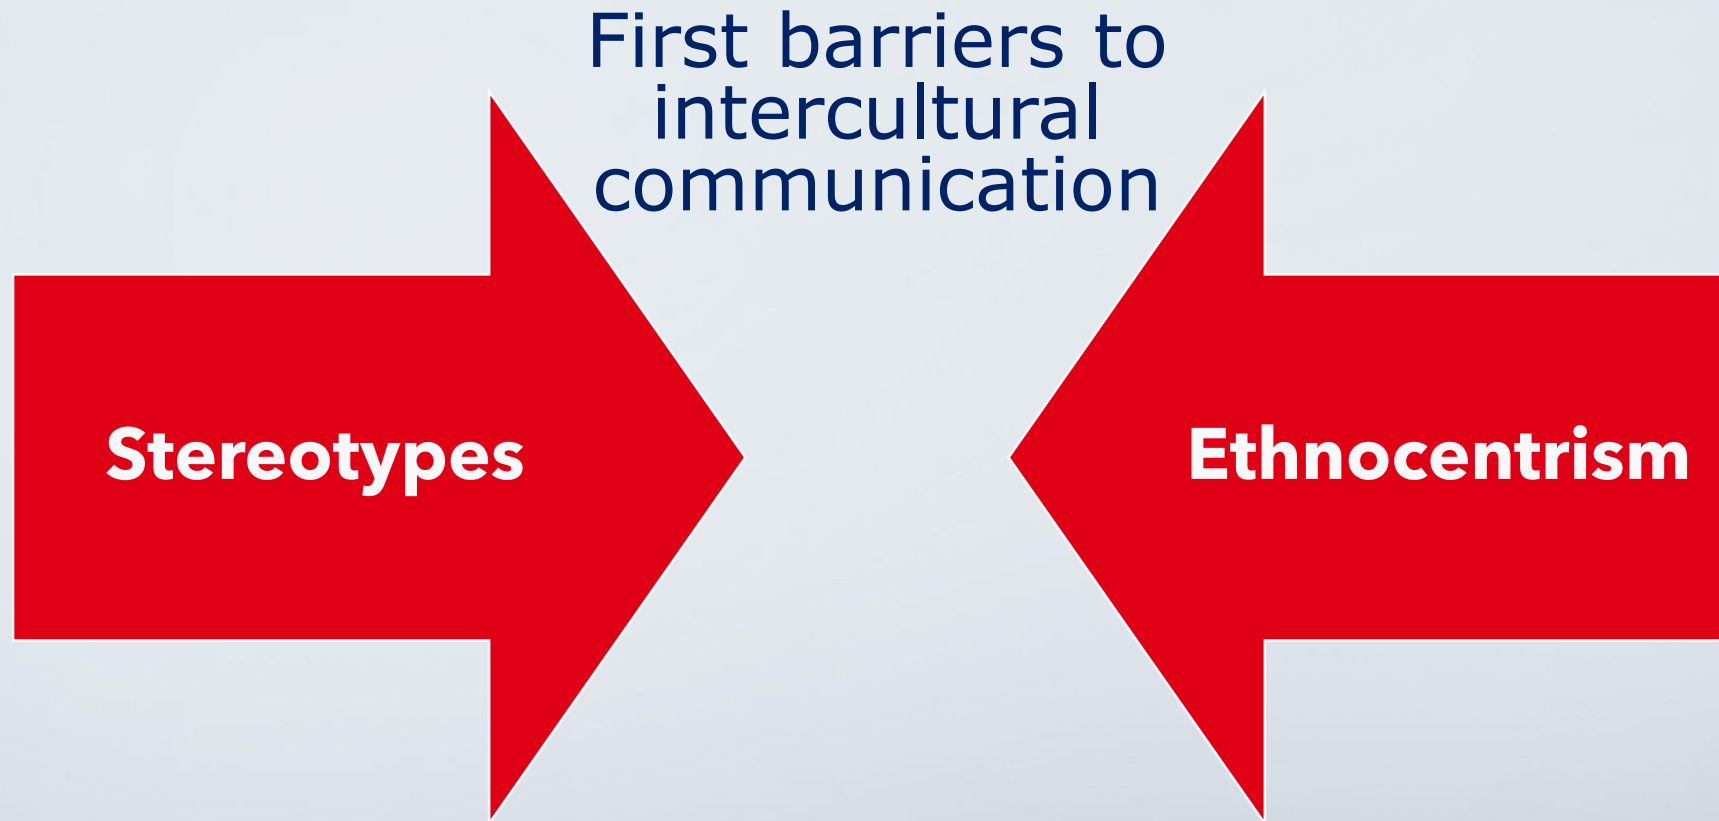 First barriers to
intercultural
communication
Stereotypes
Ethnocentrism